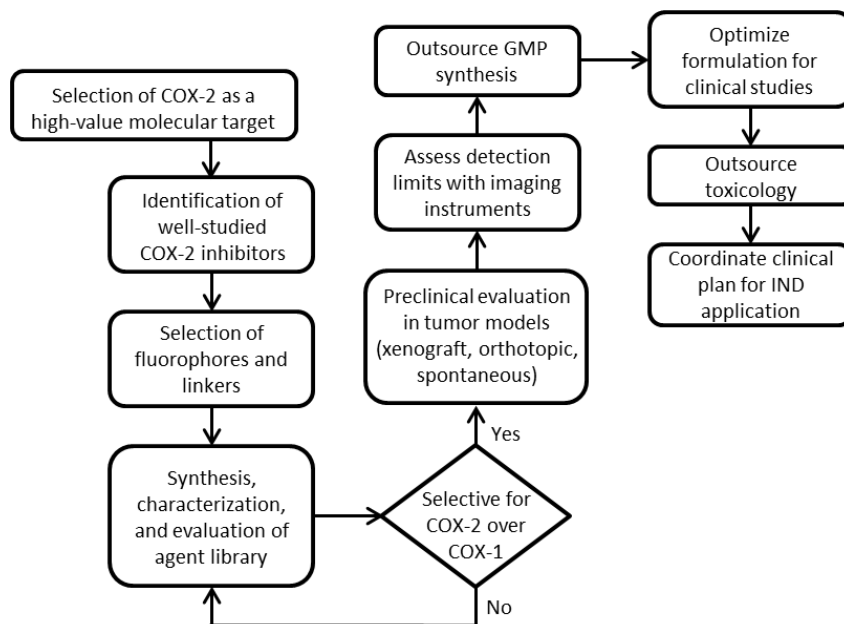 Selection of COX-2 as a
high-value molecular target
Identification of
well-studied
COX-2 inhibitors
Selection of
fluorophores and
linkers
Synthesis,
characterization,
and evaluation of
agent library
Selective for
COX-2 over
COX-1
No
Yes
Preclinical evaluation
in tumor models
(xenograft, orthotopic,
spontaneous)
Assess detection
limits with imaging
instruments
Outsource GMP
synthesis
Optimize
formulation for
clinical studies
Outsource
toxicology
Coordinate clinical
plan for IND
application